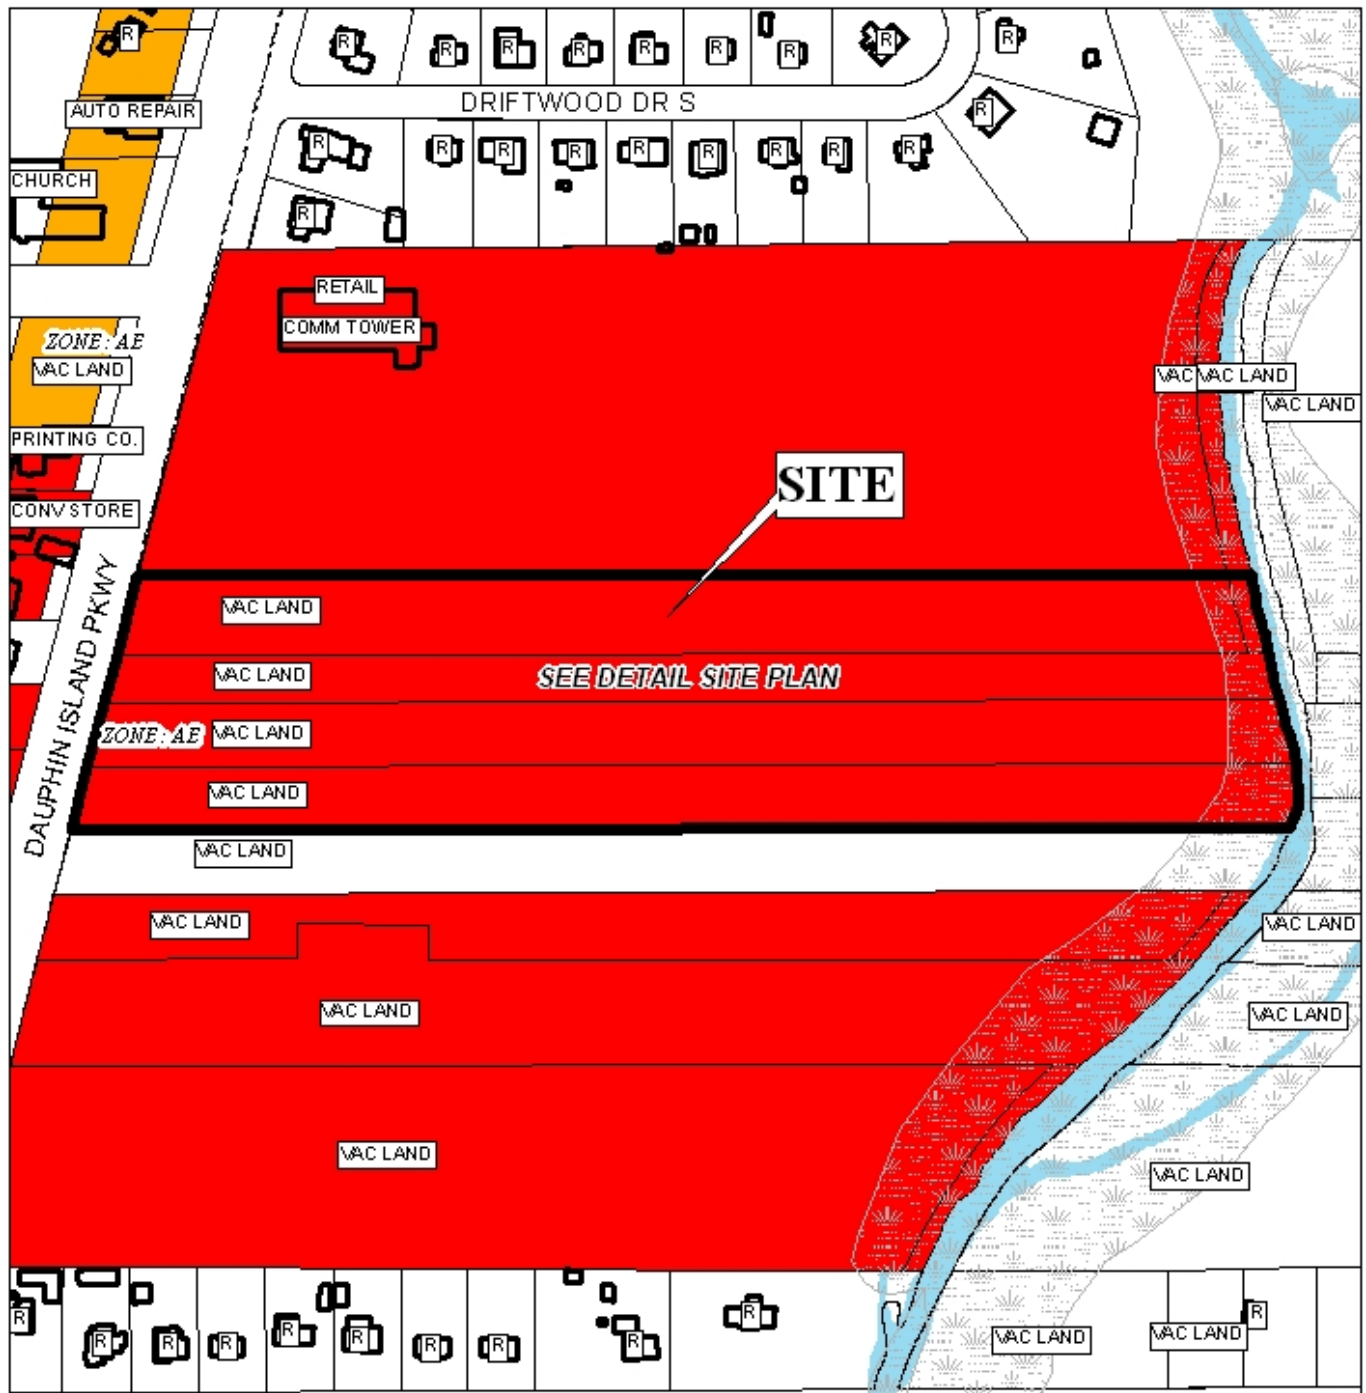 R
R
R
R
R
R
R
R
R
R
AUTO REPAIR
DRIFTWOOD DR S
R
R
R
R
R
R
R
R
R
R
CHURCH
R
RETAIL
COMM TOWER
ZONE: AE
VAC LAND
VAC
VAC LAND
VAC LAND
PRINTING CO.
SITE
CONV STORE
DAUPHIN ISLAND PKWY
VAC LAND
VAC LAND
SEE DETAIL SITE PLAN
ZONE: AE
VAC LAND
VAC LAND
VAC LAND
VAC LAND
VAC LAND
VAC LAND
VAC LAND
VAC LAND
VAC LAND
R
R
R
R
R
R
R
R
R
R
VAC LAND
VAC LAND
R